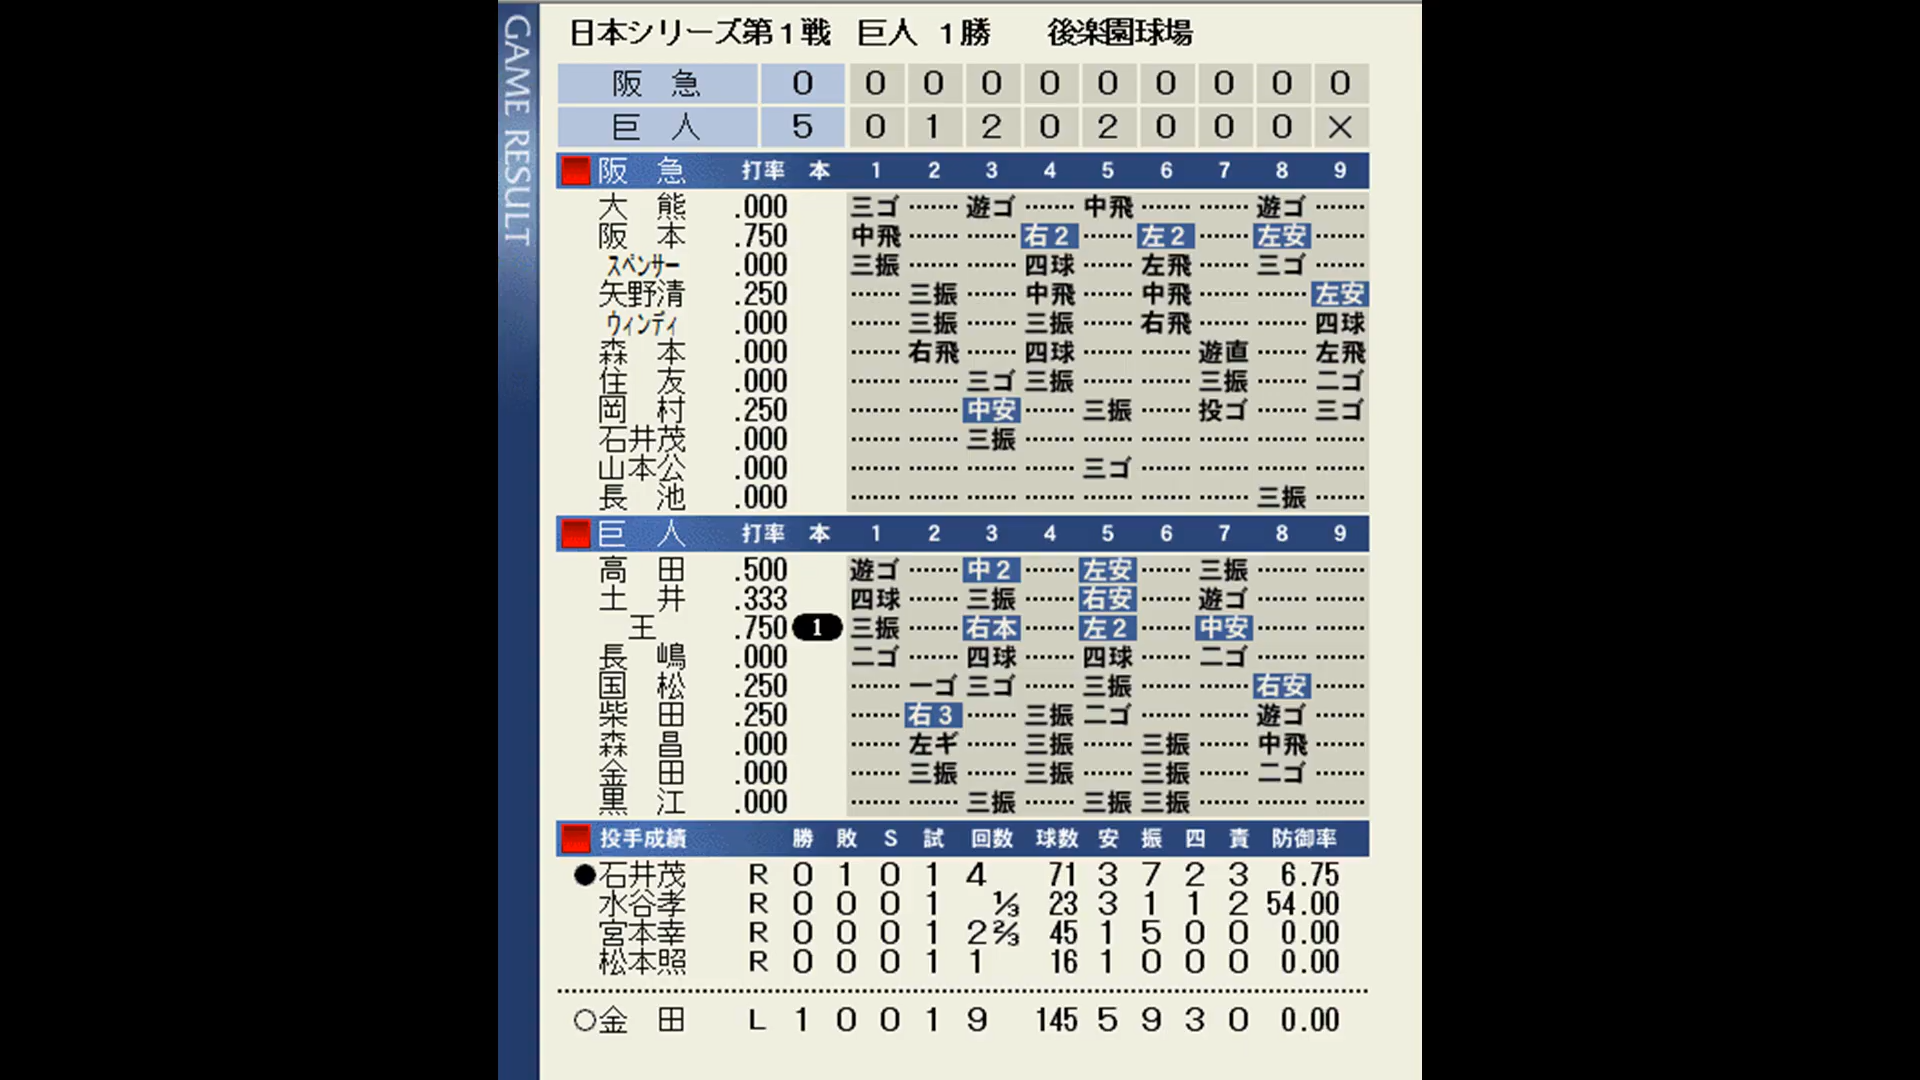 GAME RESULT
日本シリーズ第1戦 巨人 1勝 後楽園球場
阪急 0 0 0 0 0 0 0 0 0 0
巨人 5 0 1 2 0 2 0 0 0 ×
阪急 打率 本 1 2 3 4 5 6 7 8 9
大熊 .000 三ゴ …… 遊ゴ …… 中飛 …… …… 遊ゴ ……
阪本 .750 中飛 …… …… 右2 …… 左2 …… 左安 ……
スペンサー .000 三振 …… …… 四球 …… 左飛 …… 三ゴ ……
矢野清 .250 …… 三振 …… 中飛 …… 中飛 …… …… 左安
ウィンディ .000 …… 三振 …… 三振 …… 右飛 …… …… 四球
森本 .000 …… 右飛 …… 四球 …… …… 遊直 …… 左飛
住友 .000 …… …… 三ゴ 三振 …… …… 三振 …… 二ゴ
岡村 .250 …… …… 中安 …… 三振 …… 投ゴ …… 三ゴ
石井茂 .000 …… …… 三振 …… …… …… …… …… ……
山本公 .000 …… …… …… …… 三ゴ …… …… …… ……
長池 .000 …… …… …… …… …… …… …… 三振 ……
巨人 打率 本 1 2 3 4 5 6 7 8 9
高田 .500 遊ゴ …… 中2 …… 左安 …… 三振 …… ……
土井 .333 四球 …… 三振 …… 右安 …… 遊ゴ …… ……
王 .750 1 三振 …… 右本 …… 左2 …… 中安 …… ……
長嶋 .000 二ゴ …… 四球 …… 四球 …… 二ゴ …… ……
国松 .250 …… 一ゴ 三ゴ …… 三振 …… …… 右安 ……
柴田 .250 …… 右3 …… 三振 二ゴ …… …… 遊ゴ ……
森昌 .000 …… 左ギ …… 三振 …… 三振 …… 中飛 ……
金田 .000 …… 三振 …… 三振 …… 三振 …… 二ゴ ……
黒江 .000 …… …… 三振 …… 三振 三振 …… …… ……
投手成績 勝 敗 S 試 回数 球数 安 振 四 責 防御率
●石井茂 R 0 1 0 1 4 71 3 7 2 3 6.75
水谷孝 R 0 0 0 1 1/3 23 3 1 1 2 54.00
宮本幸 R 0 0 0 1 2 2/3 45 1 5 0 0 0.00
松本照 R 0 0 0 1 1 16 1 0 0 0 0.00
○金田 L 1 0 0 1 9 145 5 9 3 0 0.00